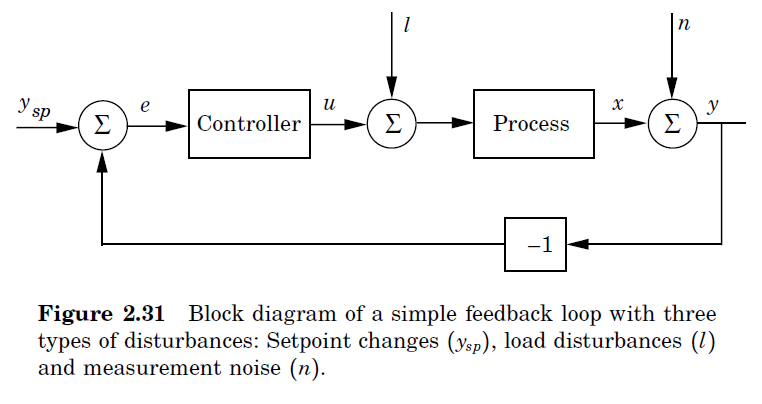 l
n
y_sp
e
u
x
y
Σ
Controller
Σ
Process
Σ
−1
Figure 2.31 Block diagram of a simple feedback loop with three
types of disturbances: Setpoint changes (y_sp), load disturbances (l)
and measurement noise (n).